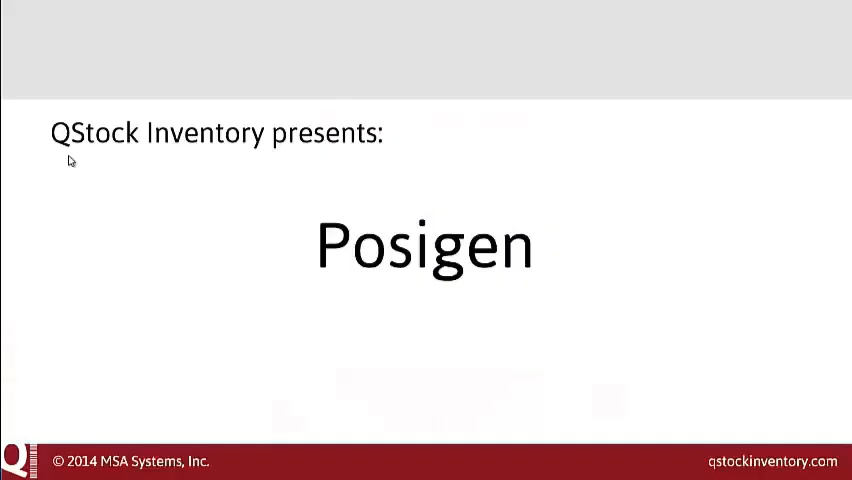 QStock Inventory presents:
Posigen
Q © 2014 MSA Systems, Inc. qstockinventory.com